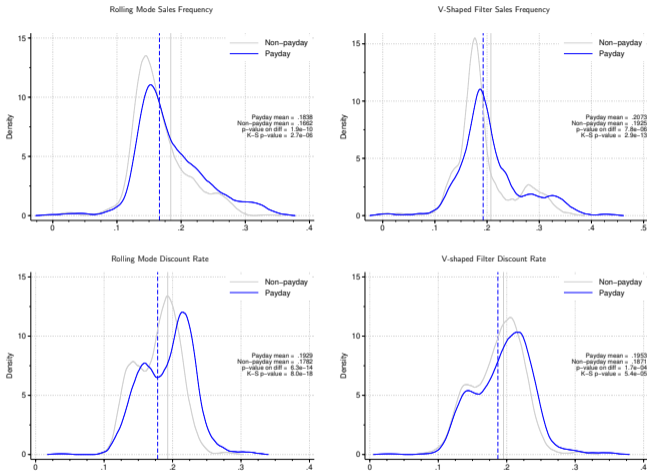 Rolling Mode Sales Frequency
15
10
5
0
Density
Non-payday
Payday
Payday mean = .1838
Non-payday mean = .1662
p-value on diff = 1.9e-10
K-S p-value = 2.7e-06
0 .1 .2 .3 .4
V-Shaped Filter Sales Frequency
15
10
5
0
Density
Non-payday
Payday
Payday mean = .2073
Non-payday mean = .1925
p-value on diff = 7.8e-06
K-S p-value = 2.9e-13
0 .1 .2 .3 .4 .5
Rolling Mode Discount Rate
15
10
5
0
Density
Non-payday
Payday
Payday mean = .1929
Non-payday mean = .1782
p-value on diff = 6.3e-14
K-S p-value = 8.0e-18
0 .1 .2 .3 .4
V-shaped Filter Discount Rate
15
10
5
0
Density
Non-payday
Payday
Payday mean = .1953
Non-payday mean = .1871
p-value on diff = 1.7e-04
K-S p-value = 5.4e-05
0 .1 .2 .3 .4